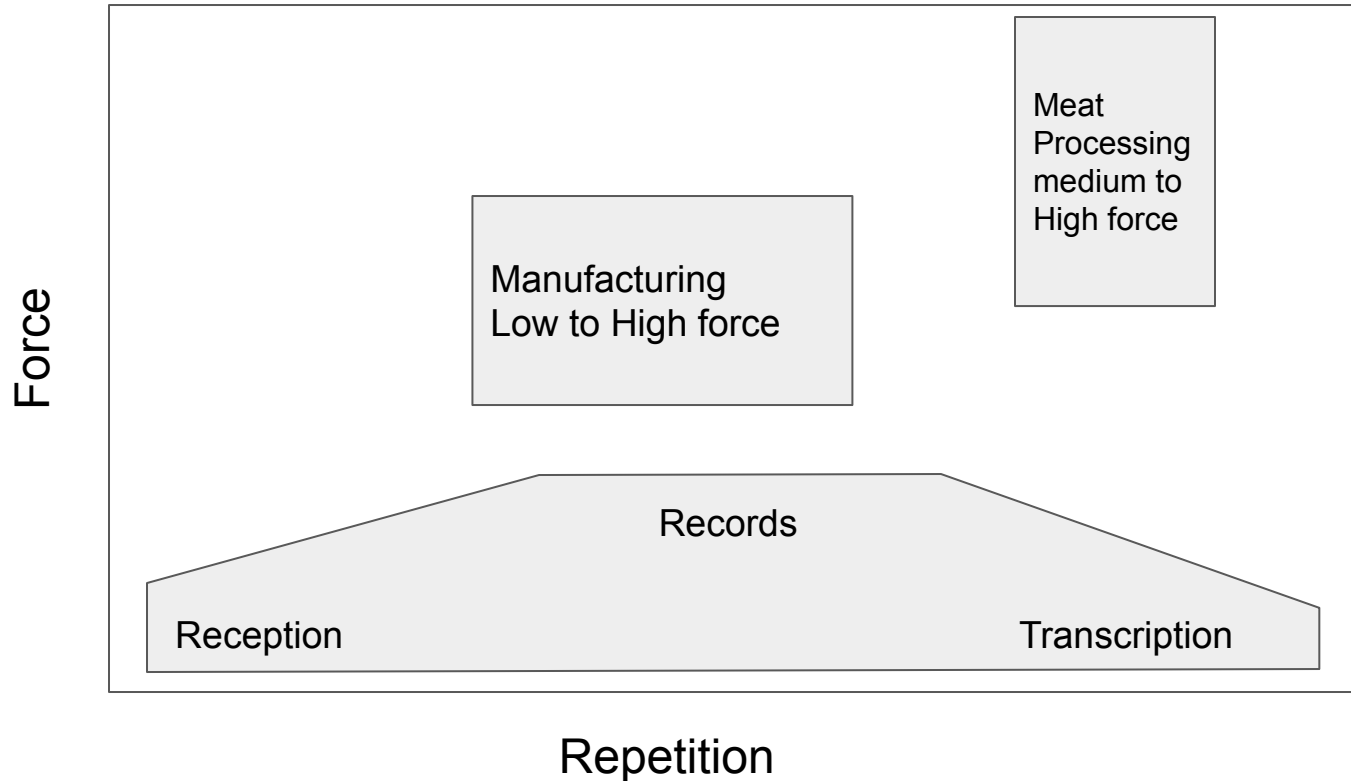 Meat
Processing
medium to
High force
Manufacturing
Low to High force
Force
Records
Reception
Transcription
Repetition